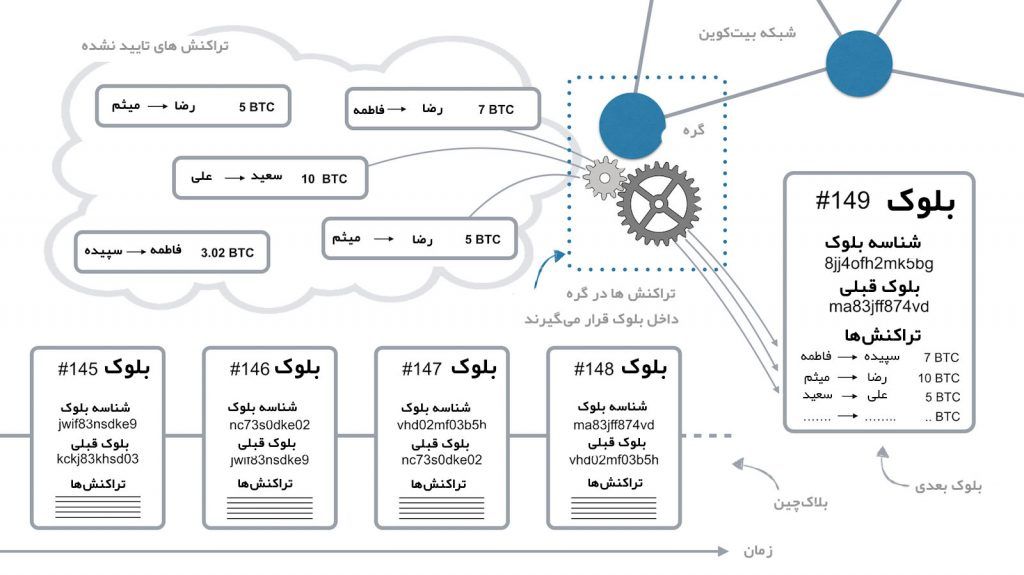 شبکه بیت‌کوین
تراکنش های تایید نشده
میثم → رضا 5 BTC
فاطمه → رضا 7 BTC
گره
علی → سعید 10 BTC
میثم → رضا 5 BTC
سپیده → فاطمه 3.02 BTC
تراکنش ها در گره
داخل بلوک قرار می‌گیرند
بلوک #149
شناسه بلوک
8jj4ofh2mk5bg
بلوک قبلی
ma83jff874vd
تراکنش‌ها
فاطمه → سپیده 7 BTC
میثم → رضا 10 BTC
سعید → علی 5 BTC
....... → ........ .. BTC
بلوک #145
شناسه بلوک
jwif83nsdke9
بلوک قبلی
kckj83khsd03
تراکنش‌ها
بلوک #146
شناسه بلوک
nc73s0dke02
بلوک قبلی
jwif83nsdke9
تراکنش‌ها
بلوک #147
شناسه بلوک
vhd02mf03b5h
بلوک قبلی
nc73s0dke02
تراکنش‌ها
بلوک #148
شناسه بلوک
ma83jff874vd
بلوک قبلی
vhd02mf03b5h
تراکنش‌ها
بلاک‌چین
بلوک بعدی
زمان